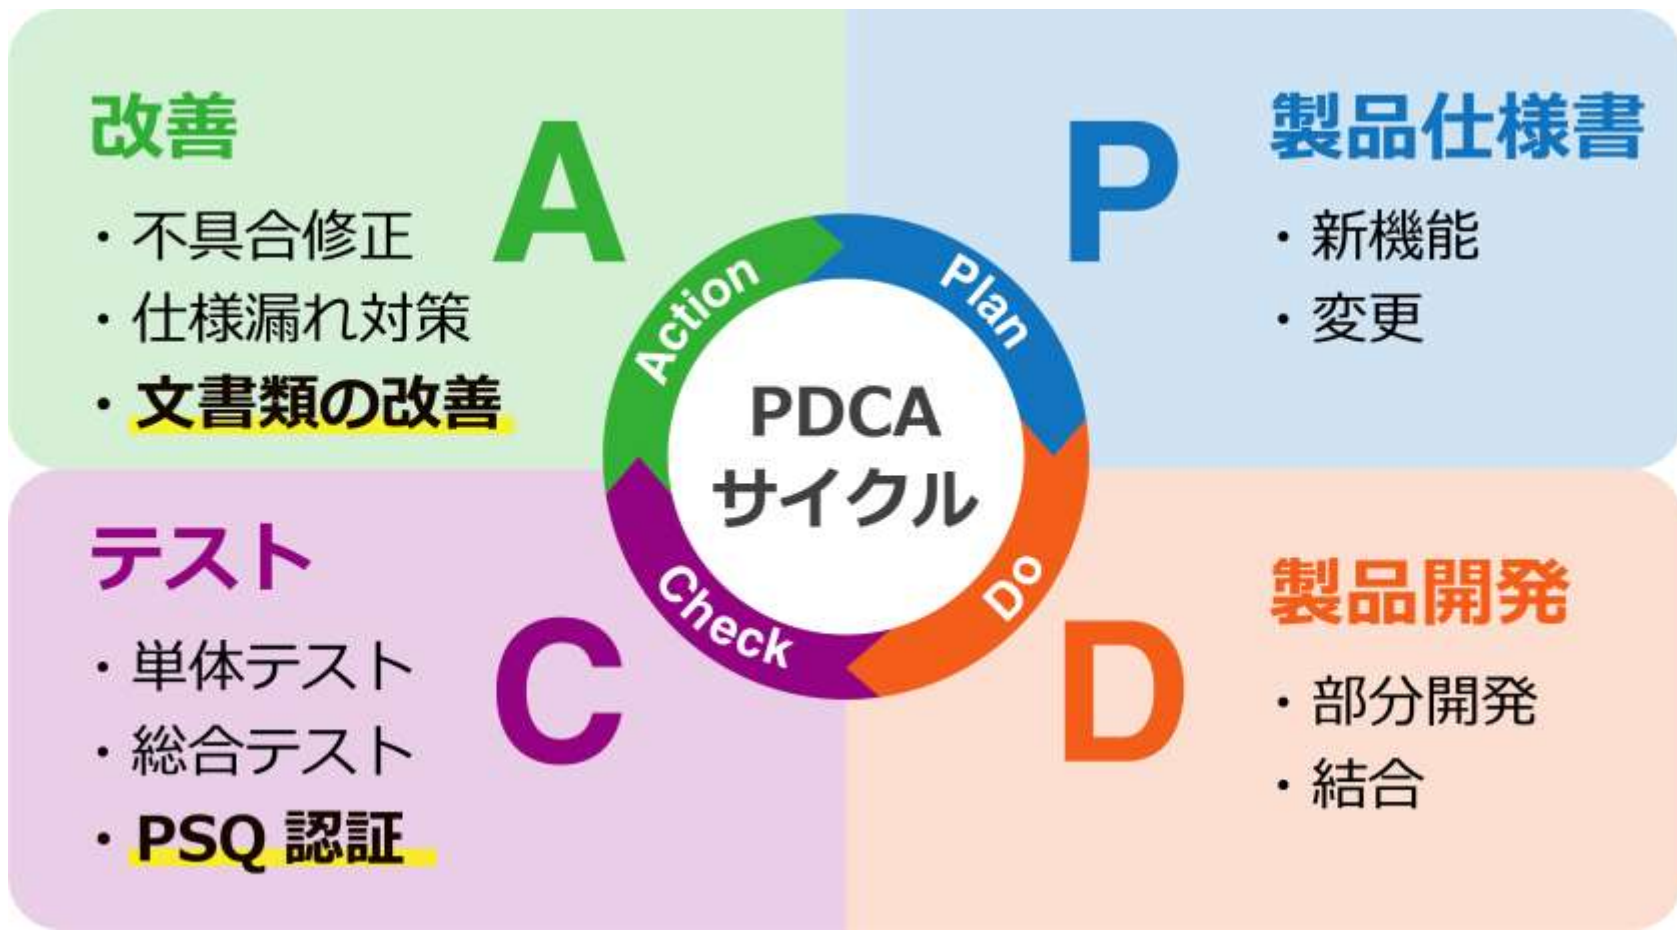 改善
・不具合修正
・仕様漏れ対策
・文書類の改善
A
P
製品仕様書
・新機能
・変更
Action
Plan
PDCA
サイクル
Check
Do
テスト
・単体テスト
・総合テスト
・PSQ 認証
C
D
製品開発
・部分開発
・結合